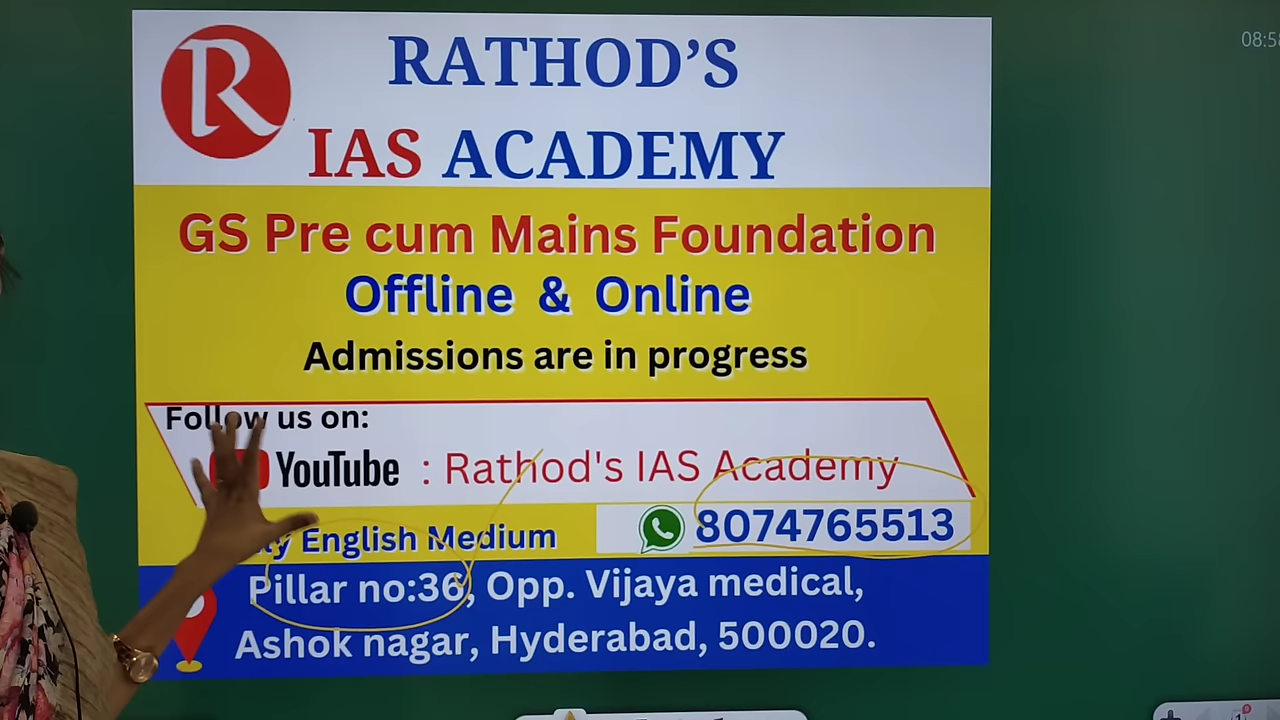 R
RATHOD'S
IAS ACADEMY
GS Pre cum Mains Foundation
Offline & Online
Admissions are in progress
Follow us on:
YouTube : Rathod's IAS Academy
English Medium
8074765513
Pillar no:36, Opp. Vijaya medical,
Ashok nagar, Hyderabad, 500020.